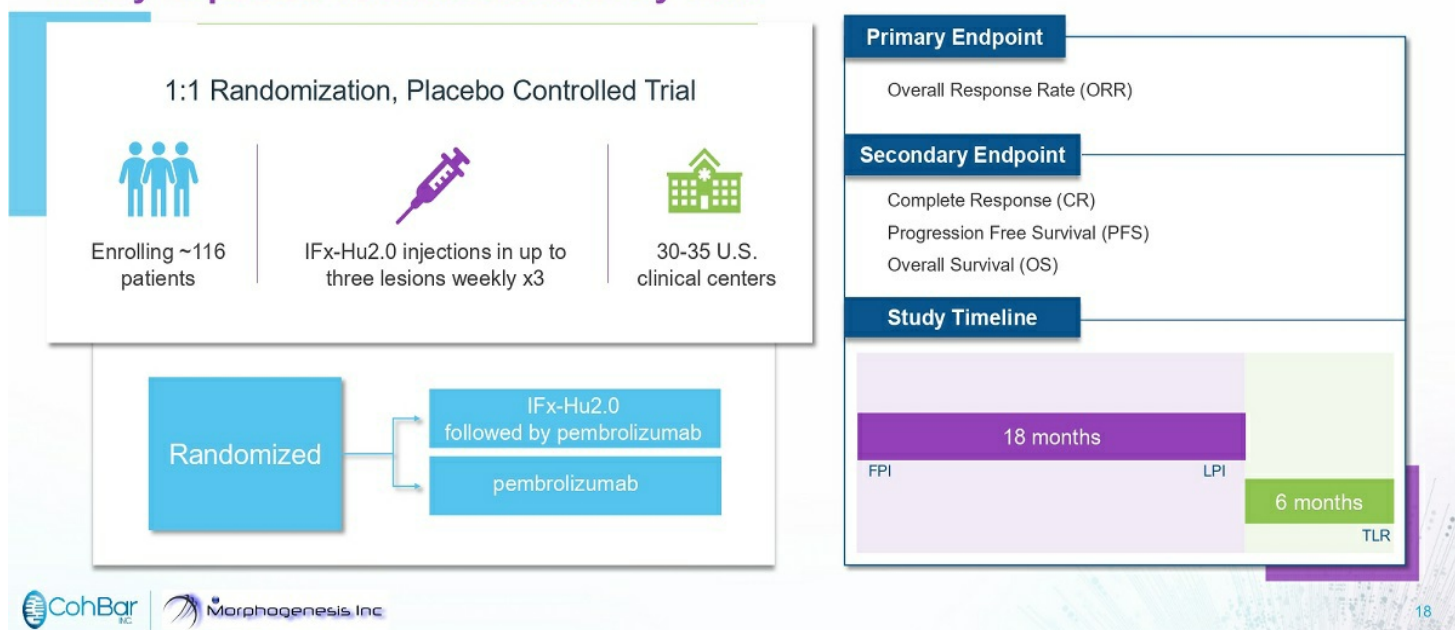 1:1 Randomization, Placebo Controlled Trial
Enrolling ~116
patients
IFx-Hu2.0 injections in up to
three lesions weekly x3
30-35 U.S.
clinical centers
Randomized
IFx-Hu2.0
followed by pembrolizumab
pembrolizumab
Primary Endpoint
Overall Response Rate (ORR)
Secondary Endpoint
Complete Response (CR)
Progression Free Survival (PFS)
Overall Survival (OS)
Study Timeline
18 months
FPI
LPI
6 months
TLR
CohBar
INC
Morphogenesis Inc
18